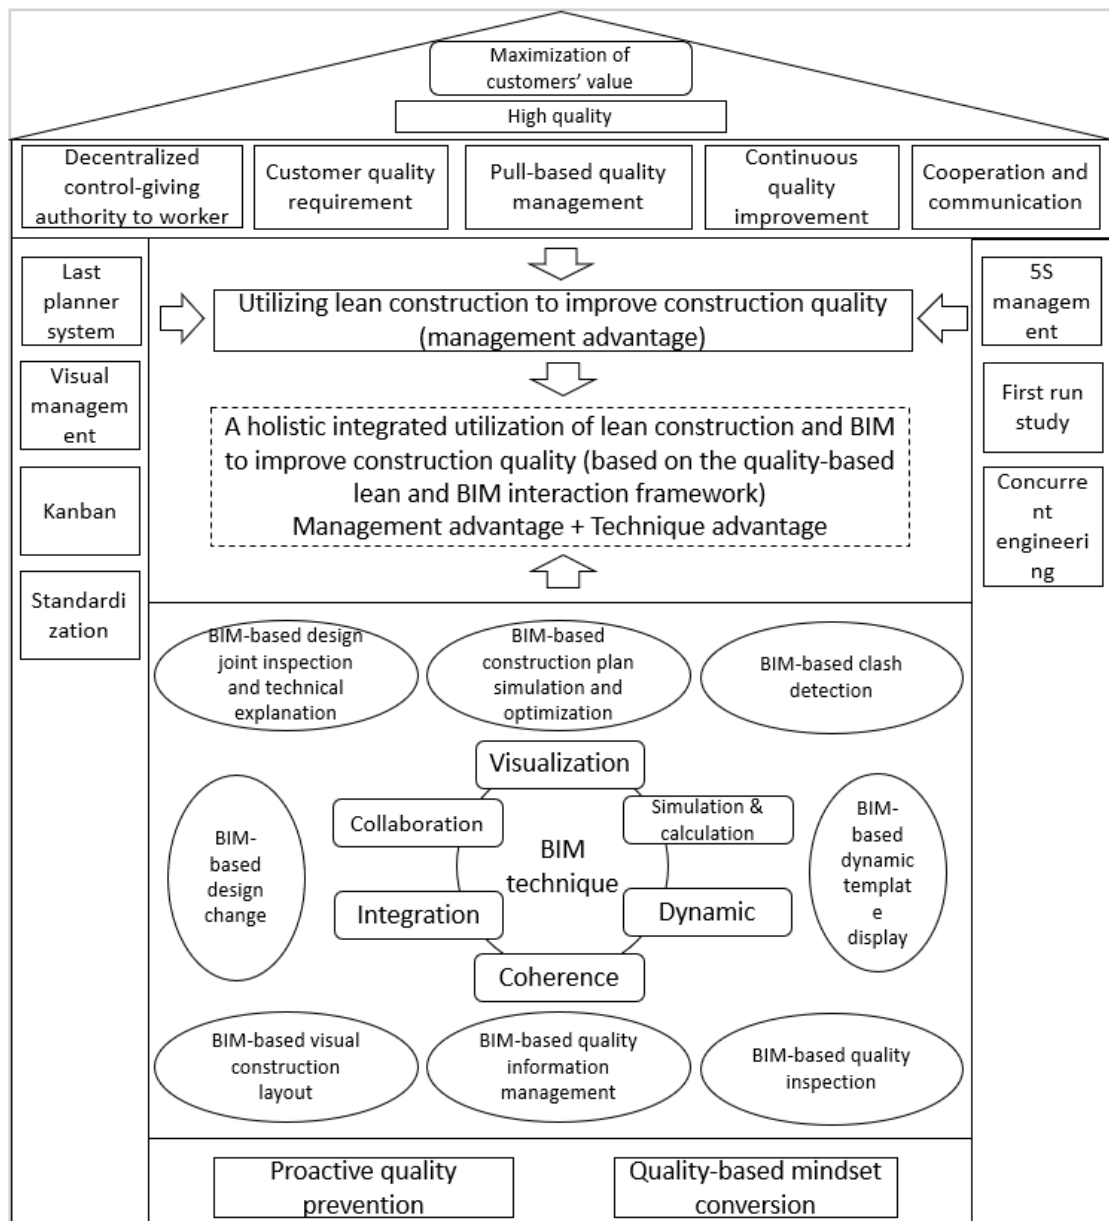 Maximization of
customers’ value
High quality
Decentralized
control-giving
authority to worker
Customer quality
requirement
Pull-based quality
management
Continuous
quality
improvement
Cooperation and
communication
Last
planner
system
Visual
managem
ent
Kanban
Standardi
zation
Utilizing lean construction to improve construction quality
(management advantage)
A holistic integrated utilization of lean construction and BIM
to improve construction quality (based on the quality-based
lean and BIM interaction framework)
Management advantage + Technique advantage
5S
managem
ent
First run
study
Concurre
nt
engineeri
ng
BIM-based design
joint inspection
and technical
explanation
BIM-based
construction plan
simulation and
optimization
BIM-based clash
detection
BIM-
based
design
change
Visualization
Collaboration
Simulation &
calculation
BIM
technique
Integration
Dynamic
Coherence
BIM-
based
dynamic
templat
e
display
BIM-based visual
construction
layout
BIM-based quality
information
management
BIM-based quality
inspection
Proactive quality
prevention
Quality-based mindset
conversion